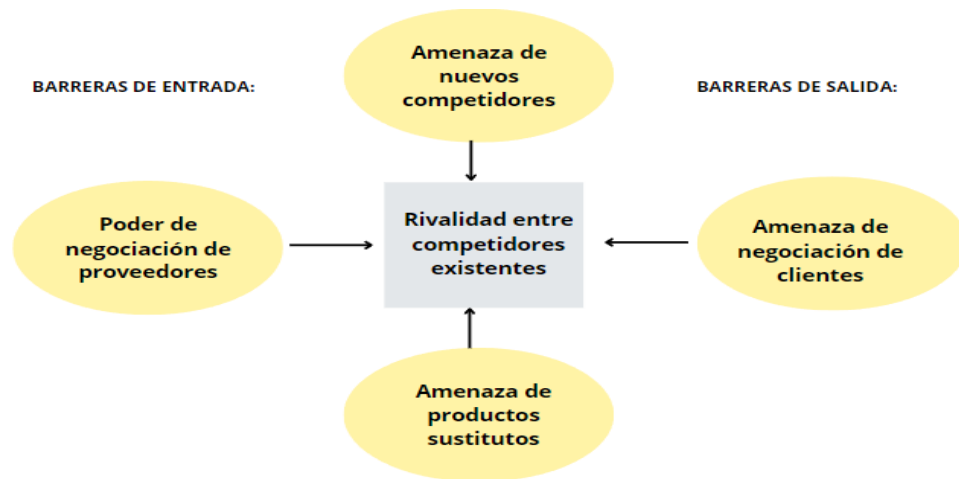 Amenaza de
nuevos
competidores
BARRERAS DE ENTRADA:
BARRERAS DE SALIDA:
Poder de
negociación de
proveedores
Rivalidad entre
competidores
existentes
Amenaza de
negociación de
clientes
Amenaza de
productos
sustitutos